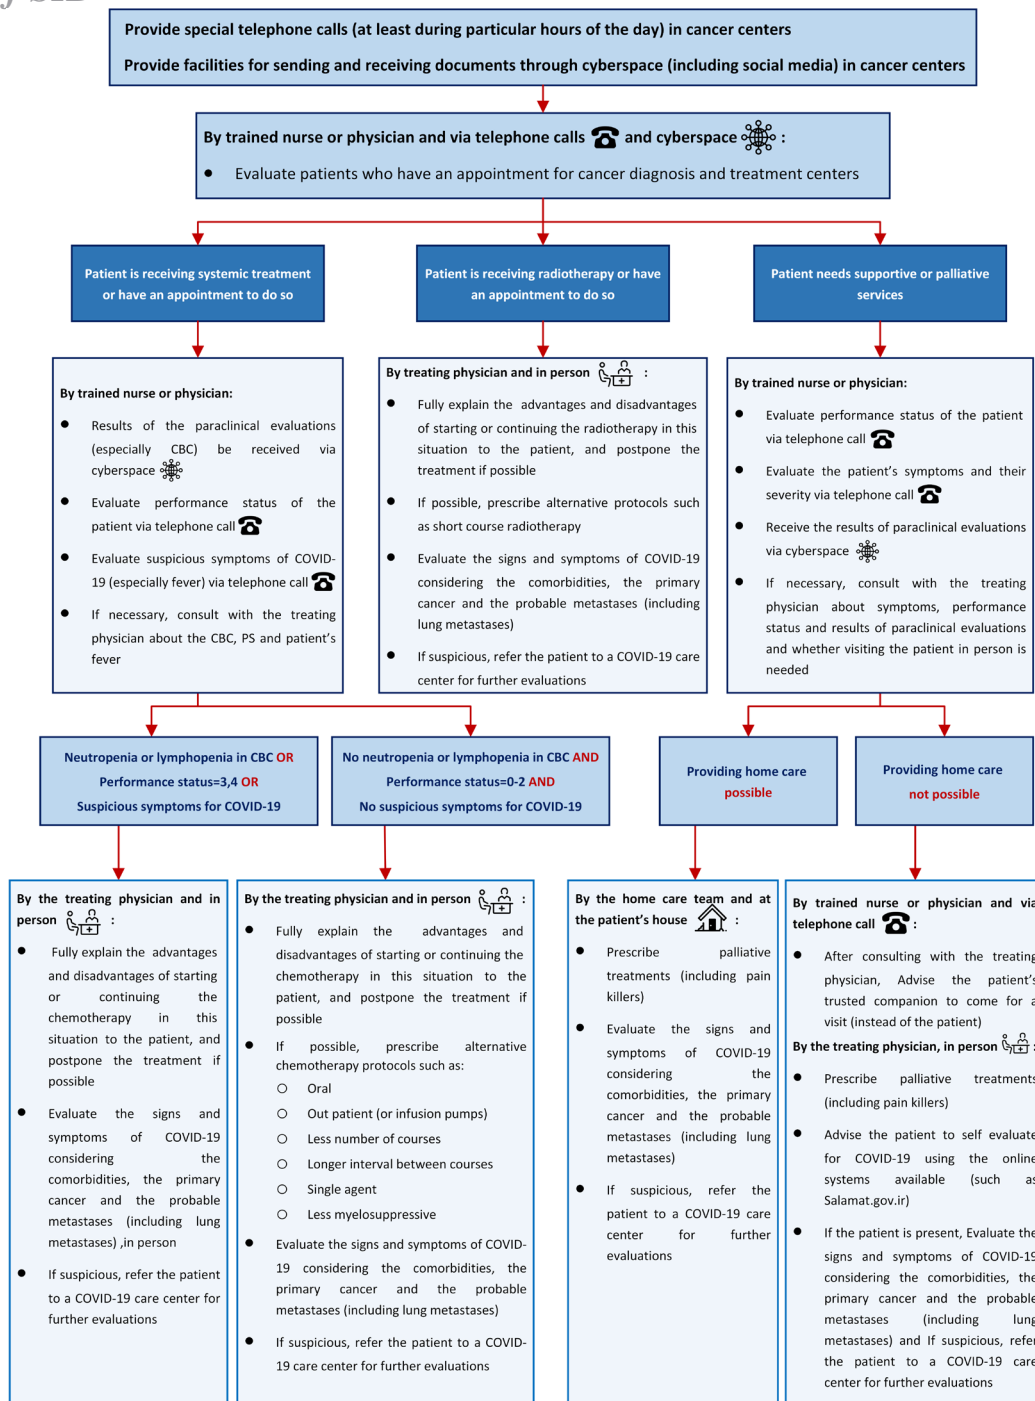 Provide special telephone calls (at least during particular hours of the day) in cancer centers
Provide facilities for sending and receiving documents through cyberspace (including social media) in cancer centers
By trained nurse or physician and via telephone calls and cyberspace :
● Evaluate patients who have an appointment for cancer diagnosis and treatment centers
Patient is receiving systemic treatment
or have an appointment to do so
Patient is receiving radiotherapy or have
an appointment to do so
Patient needs supportive or palliative
services
By trained nurse or physician:
● Results of the paraclinical evaluations
(especially CBC) be received via
cyberspace
● Evaluate performance status of the
patient via telephone call
● Evaluate suspicious symptoms of COVID-
19 (especially fever) via telephone call
● If necessary, consult with the treating
physician about the CBC, PS and patient's
fever
By treating physician and in person :
● Fully explain the advantages and disadvantages
of starting or continuing the radiotherapy in this
situation to the patient, and postpone the
treatment if possible
● If possible, prescribe alternative protocols such
as short course radiotherapy
● Evaluate the signs and symptoms of COVID-19
considering the comorbidities, the primary
cancer and the probable metastases (including
lung metastases)
● If suspicious, refer the patient to a COVID-19 care
center for further evaluations
By trained nurse or physician:
● Evaluate performance status of the patient
via telephone call
● Evaluate the patient's symptoms and their
severity via telephone call
● Receive the results of paraclinical evaluations
via cyberspace
● If necessary, consult with the treating
physician about symptoms, performance
status and results of paraclinical evaluations
and whether visiting the patient in person is
needed
Neutropenia or lymphopenia in CBC OR
Performance status=3,4 OR
Suspicious symptoms for COVID-19
No neutropenia or lymphopenia in CBC AND
Performance status=0-2 AND
No suspicious symptoms for COVID-19
Providing home care
possible
Providing home care
not possible
By the treating physician and in
person :
● Fully explain the advantages
and disadvantages of starting
or continuing the
chemotherapy in this
situation to the patient, and
postpone the treatment if
possible
● Evaluate the signs and
symptoms of COVID-19
considering the
comorbidities, the primary
cancer and the probable
metastases (including lung
metastases) ,in person
● If suspicious, refer the patient
to a COVID-19 care center for
further evaluations
By the treating physician and in person :
● Fully explain the advantages and
disadvantages of starting or continuing the
chemotherapy in this situation to the
patient, and postpone the treatment if
possible
● If possible, prescribe alternative
chemotherapy protocols such as:
○ Oral
○ Out patient (or infusion pumps)
○ Less number of courses
○ Longer interval between courses
○ Single agent
○ Less myelosuppressive
● Evaluate the signs and symptoms of COVID-
19 considering the comorbidities, the
primary cancer and the probable
metastases (including lung metastases)
● If suspicious, refer the patient to a COVID-
19 care center for further evaluations
By the home care team and at
the patient's house :
● Prescribe palliative
treatments (including pain
killers)
● Evaluate the signs and
symptoms of COVID-19
considering the
comorbidities, the primary
cancer and the probable
metastases (including lung
metastases)
● If suspicious, refer the
patient to a COVID-19 care
center for further
evaluations
By trained nurse or physician and via
telephone call :
● After consulting with the treating
physician, Advise the patient's
trusted companion to come for a
visit (instead of the patient)
By the treating physician, in person :
● Prescribe palliative treatments
(including pain killers)
● Advise the patient to self evaluate
for COVID-19 using the online
systems available (such as
Salamat.gov.ir)
● If the patient is present, Evaluate the
signs and symptoms of COVID-19
considering the comorbidities, the
primary cancer and the probable
metastases (including lung
metastases) and If suspicious, refer
the patient to a COVID-19 care
center for further evaluations